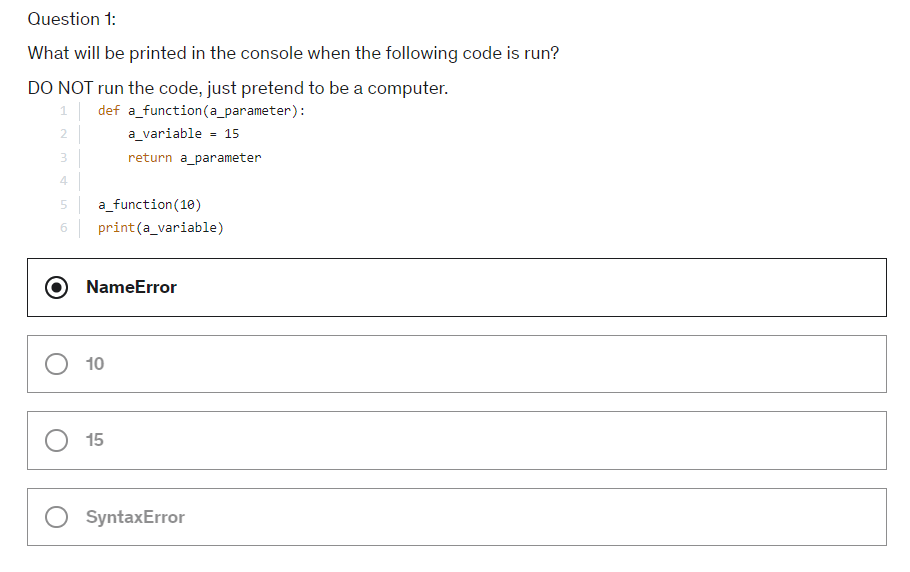 Question 1:
What will be printed in the console when the following code is run?
DO NOT run the code, just pretend to be a computer.
1 def a_function(a_parameter):
2     a_variable = 15
3     return a_parameter
4
5 a_function(10)
6 print(a_variable)
NameError
10
15
SyntaxError